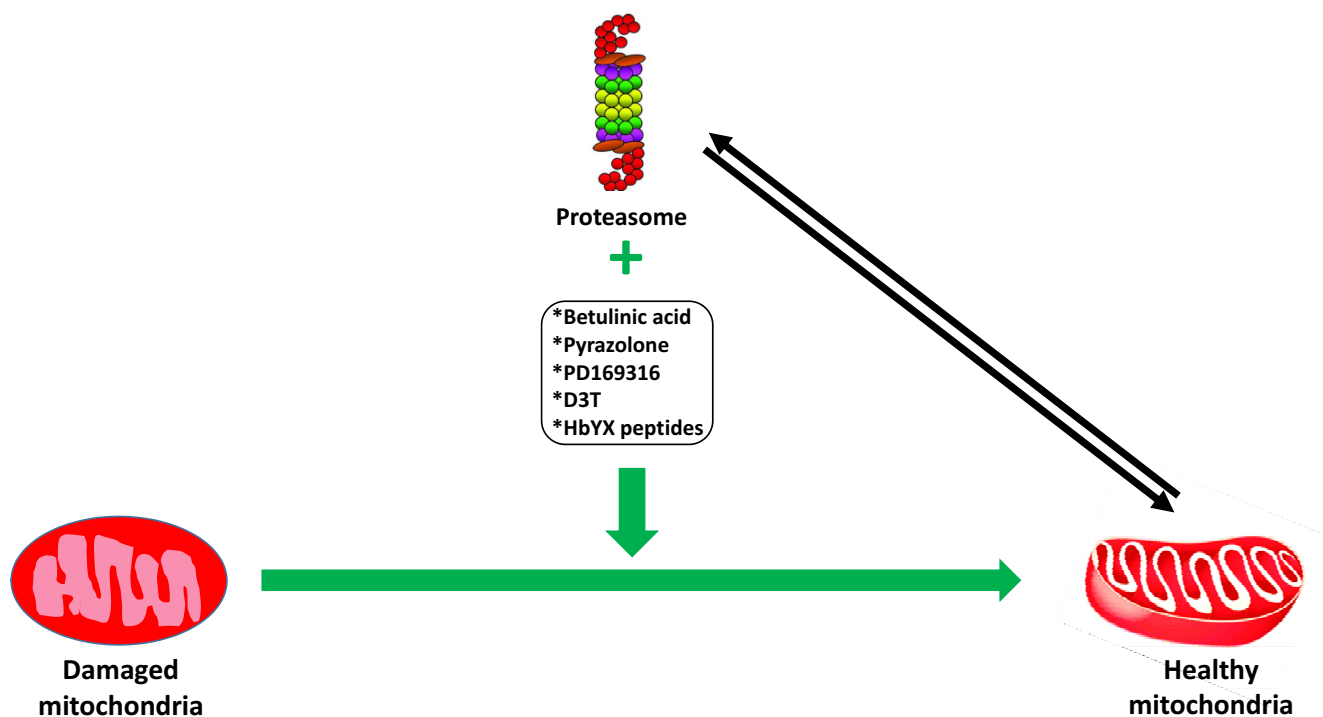 Proteasome
+
*Betulinic acid
*Pyrazolone
*PD169316
*D3T
*HbYX peptides
Damaged
mitochondria
Healthy
mitochondria